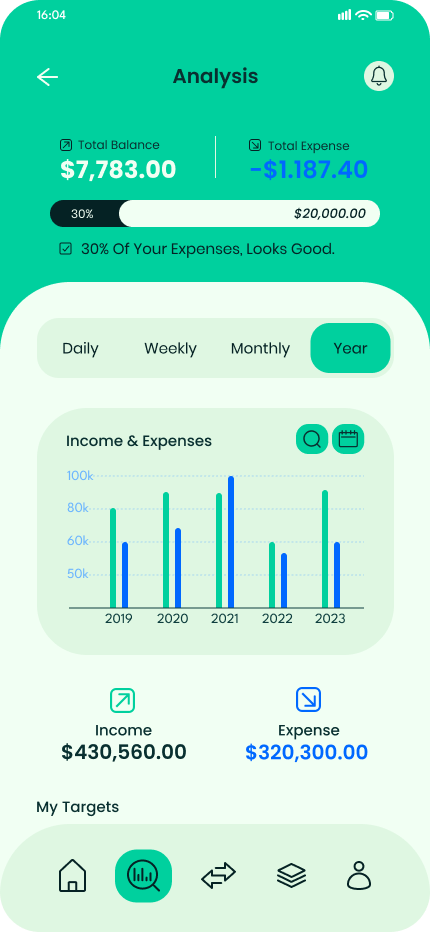 16:04
Analysis
Total Balance
Total Expense
$7,783.00
-$1.187.40
30%
$20,000.00
30% Of Your Expenses, Looks Good.
Daily Weekly Monthly Year
Income & Expenses
100k
80k
60k
50k
2019 2020 2021 2022 2023
Income
Expense
$430,560.00
$320,300.00
My Targets